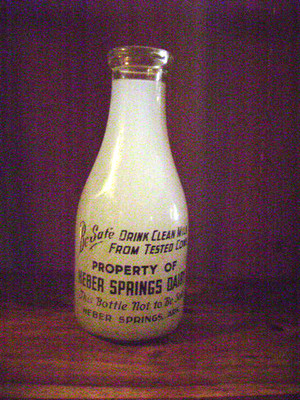 Be Safe DRINK CLEAN MILK
FROM TESTED COWS
PROPERTY OF
HEBER SPRINGS DAIRY
This Bottle Not to Be Sold
HEBER SPRINGS, ARK.